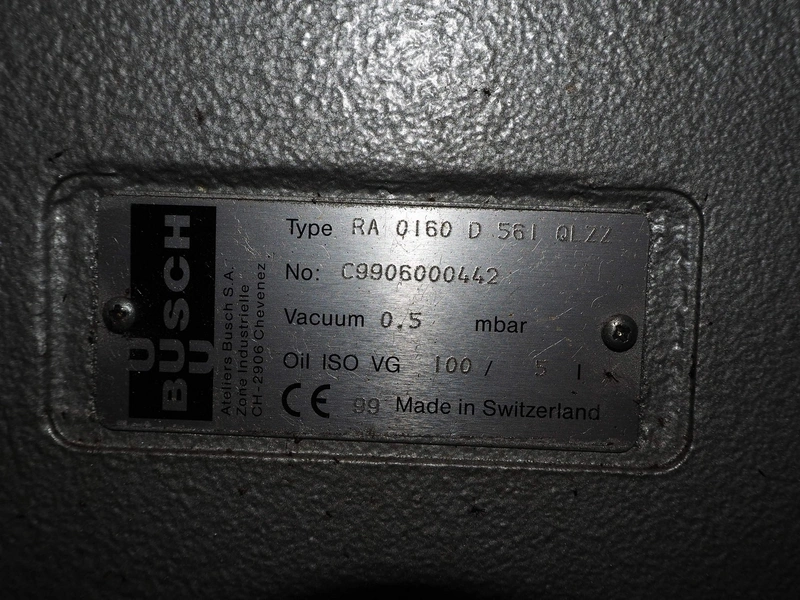 BUSCH
Ateliers Busch S.A.
Zone Industrielle
CH-2906 Chevenez
Type RA 0160 D 561 QLZZ
No: C9906000442
Vacuum 0.5 mbar
Oil ISO VG 100 / 5 l
CE 99 Made in Switzerland